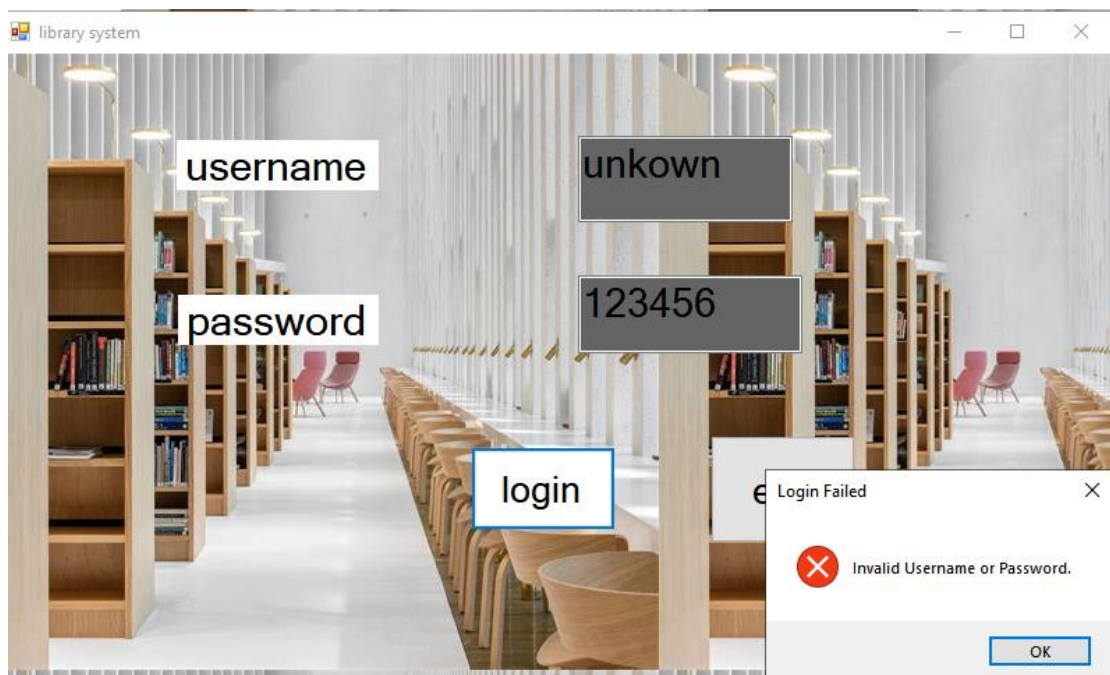 library system
username
unkown
password
123456
login
e
Login Failed
Invalid Username or Password.
OK